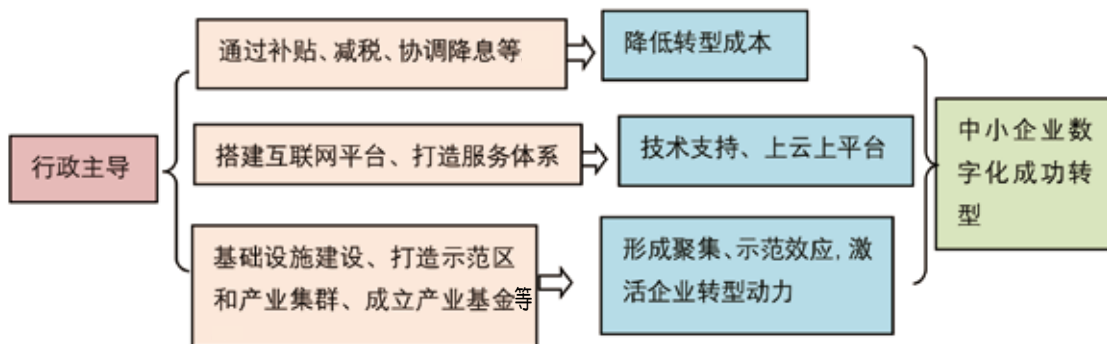 行政主导
通过补贴、减税、协调降息等
降低转型成本
搭建互联网平台、打造服务体系
技术支持、上云上平台
基础设施建设、打造示范区
和产业集群、成立产业基金等
形成聚集、示范效应,激
活企业转型动力
中小企业数
字化成功转
型